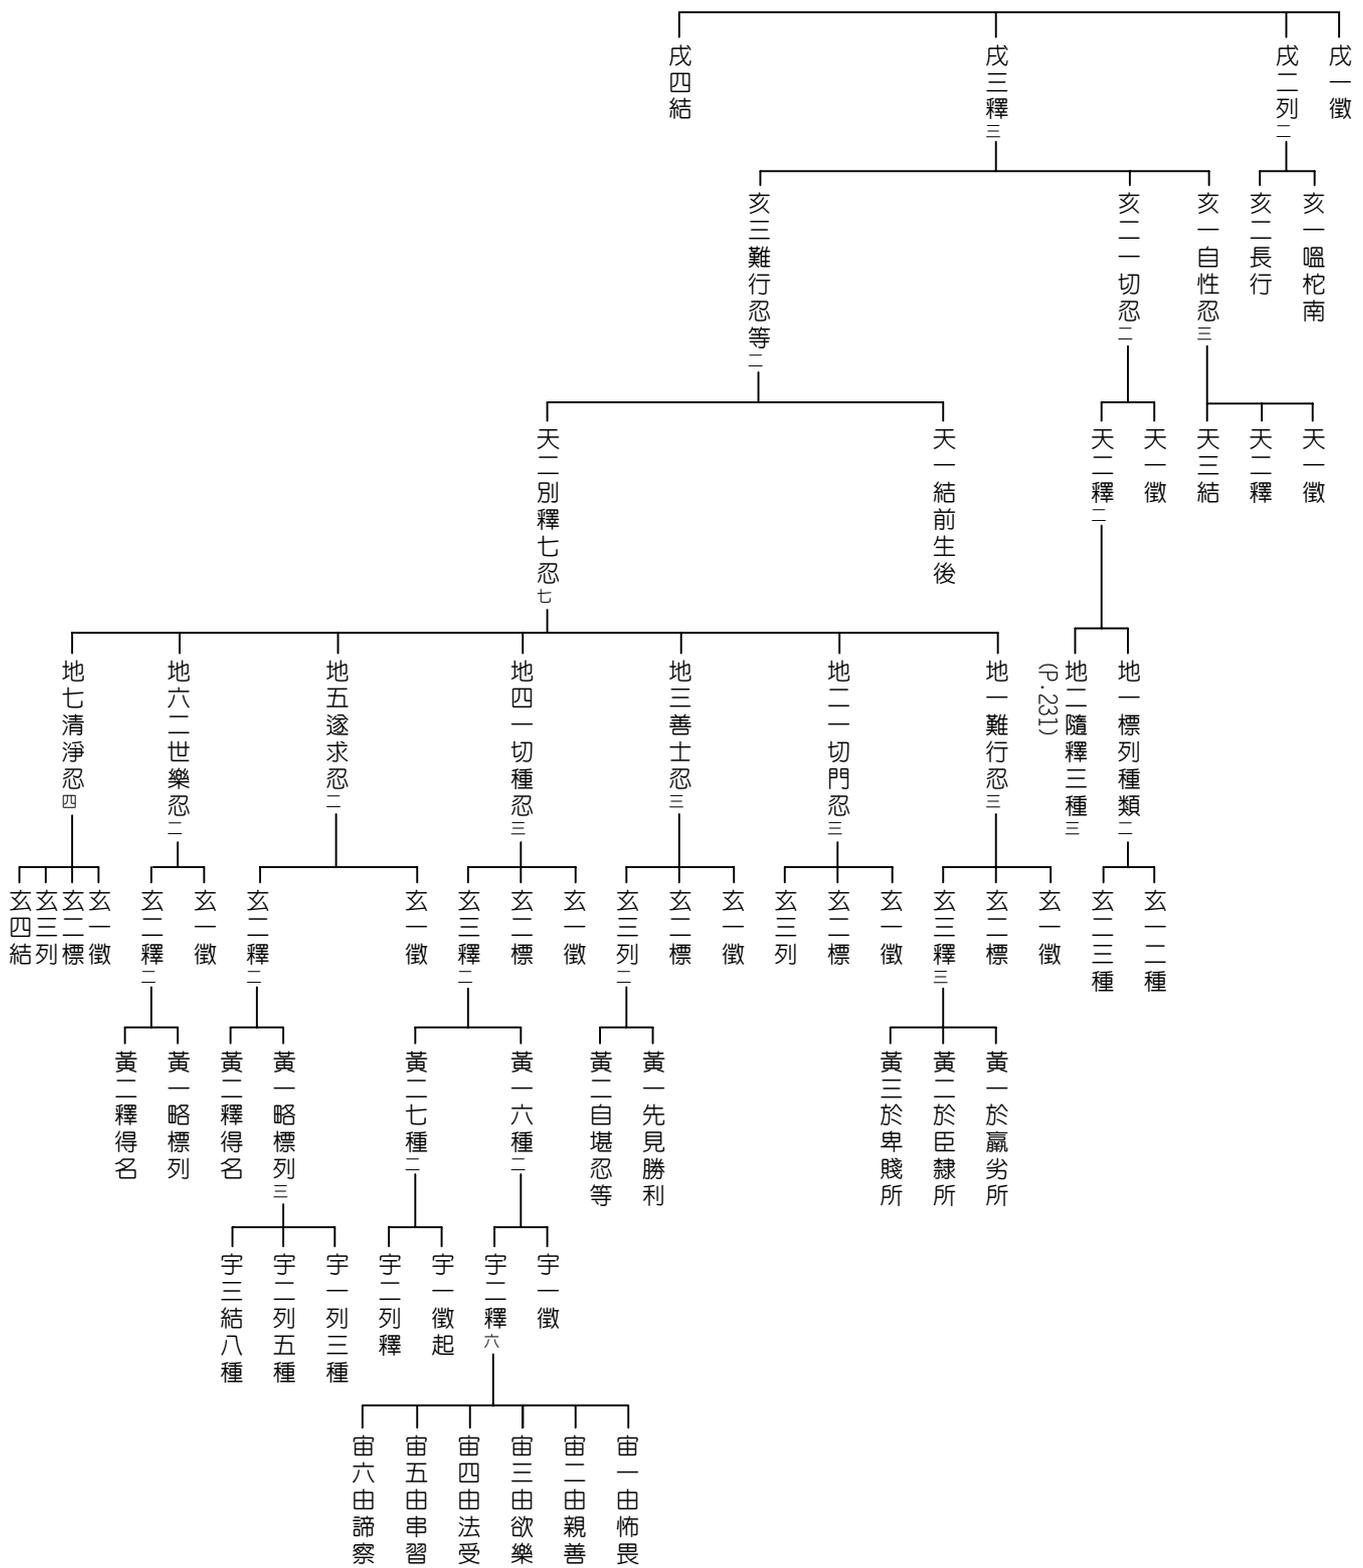 戌一徵
戌二列二
戌三釋三
戌四結
亥一嗢柁南
亥二長行
亥一自性忍三
亥二一切忍二
亥三難行忍等二
天一徵
天二釋
天三結
天一徵
天二釋二
天一結前生後
天二別釋七忍七
地一標列種類二
地二隨釋三種三
(P.231)
地一難行忍三
地二一切門忍三
地三善士忍三
地四一切種忍三
地五遂求忍二
地六二世樂忍二
地七清淨忍四
玄一二種
玄二三種
玄一徵
玄二標
玄三釋三
玄一徵
玄二標
玄三列
玄一徵
玄二標
玄三列二
玄一徵
玄二標
玄三釋二
玄一徵
玄二釋二
玄一徵
玄二釋二
玄一徵
玄二標
玄三列
玄四結
黃一於羸劣所
黃二於臣隸所
黃三於卑賤所
黃一先見勝利
黃二自堪忍等
黃一六種二
黃二七種二
黃一略標列三
黃二釋得名
黃一略標列
黃二釋得名
宇一徵
宇二釋六
宇一徵起
宇二列釋
宇一列三種
宇二列五種
宇三結八種
宙一由怖畏
宙二由親善
宙三由欲樂
宙四由法受
宙五由串習
宙六由諦察